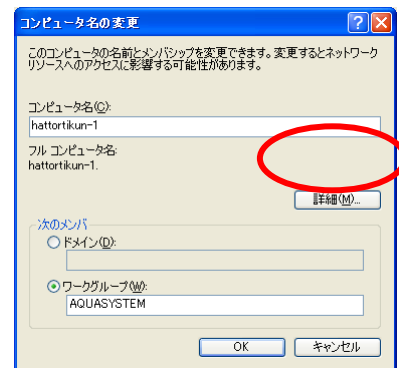 コンピュータ名の変更
このコンピュータの名前とメンバシップを変更できます。変更するとネットワーク
リソースへのアクセスに影響する可能性があります。
コンピュータ名(C):
hattortikun-1
フル コンピュータ名:
hattortikun-1.
詳細(M)...
次のメンバ
ドメイン(D):
ワークグループ(W):
AQUASYSTEM
OK
キャンセル